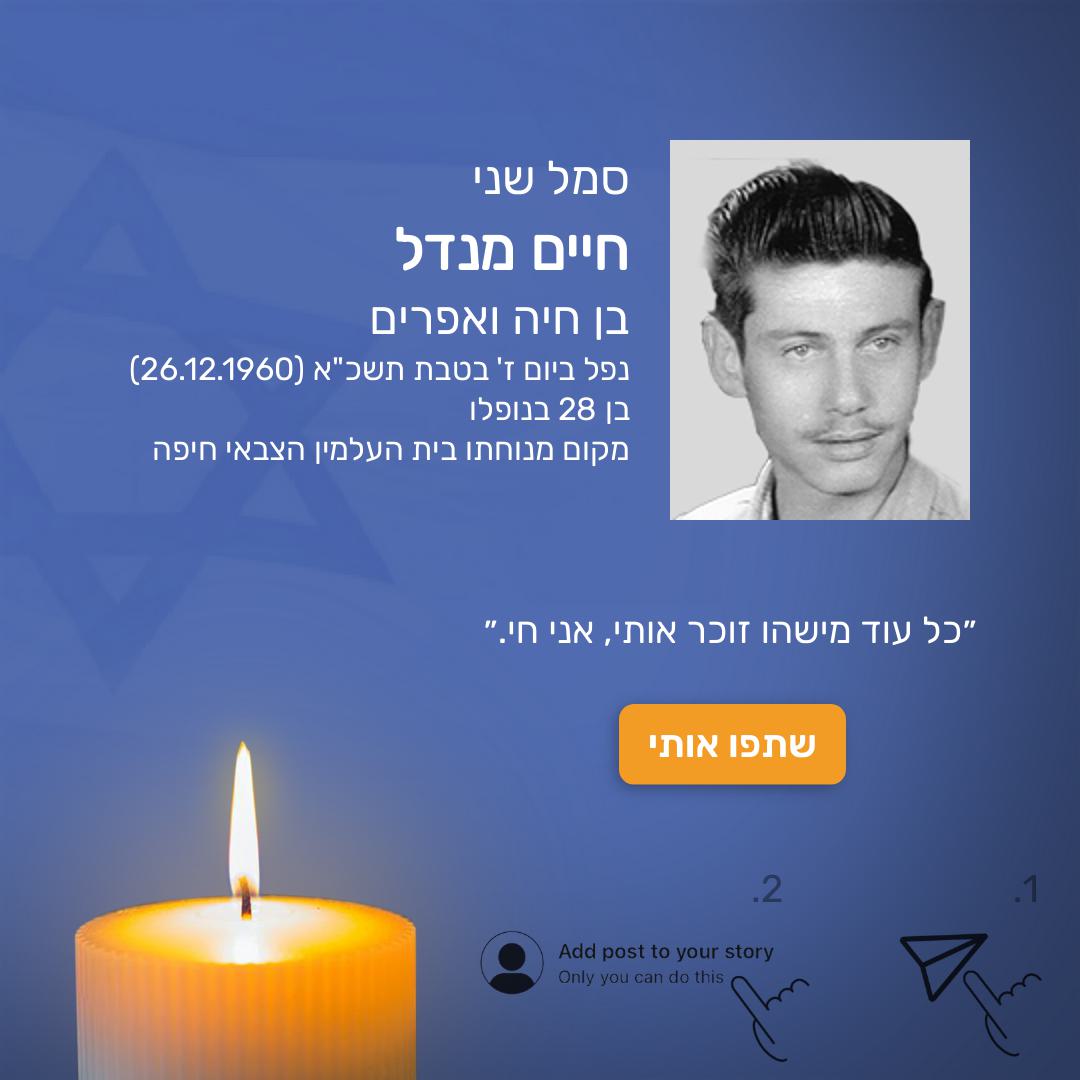 סמל שני
חיים מנדל
בן חיה ואפרים
נפל ביום ז' בטבת תשכ"א (26.12.1960)
בן 28 בנופלו
מקום מנוחתו בית העלמין הצבאי חיפה
״כל עוד מישהו זוכר אותי, אני חי.״
שתפו אותי
.1
.2
Add post to your story
Only you can do this